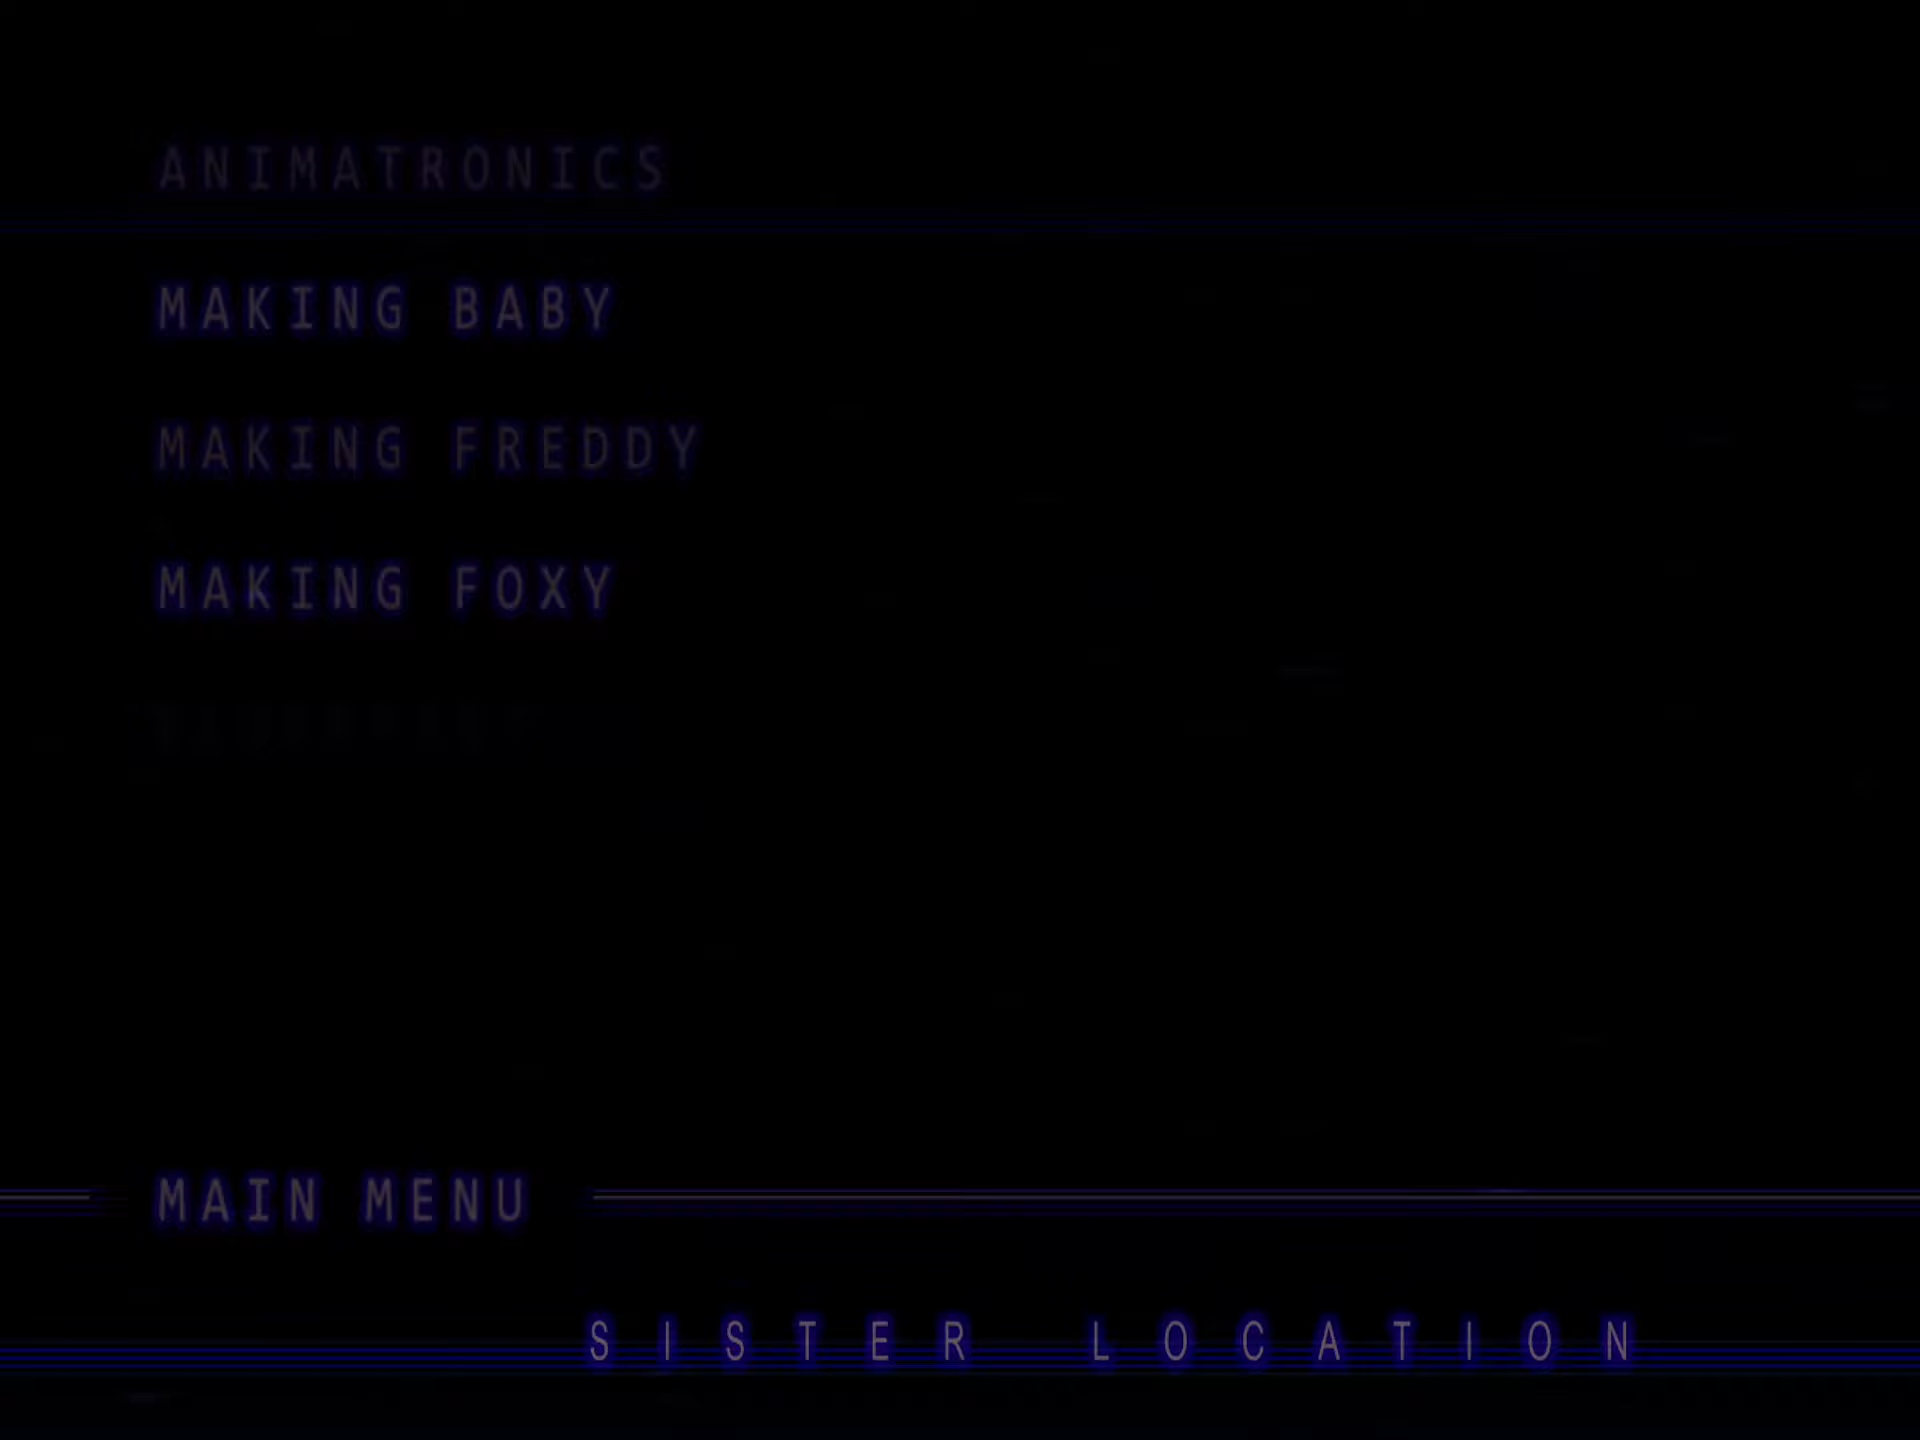 ANIMATRONICS
MAKING BABY
MAKING FREDDY
MAKING FOXY
MAIN MENU
SISTER LOCATION